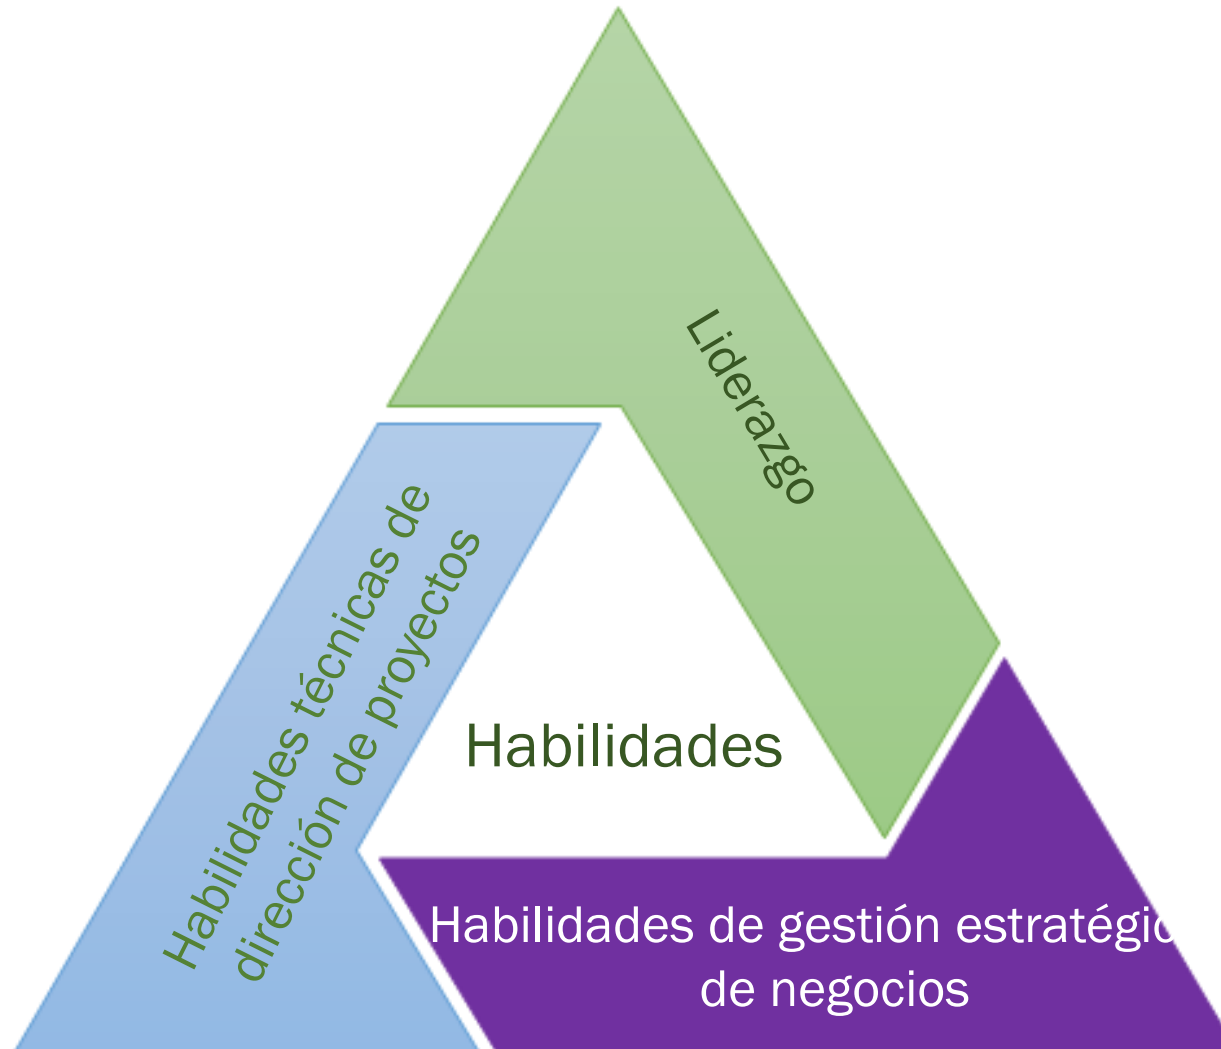 Liderazgo
Habilidades técnicas de
dirección de proyectos
Habilidades
Habilidades de gestión estratégic
de negocios